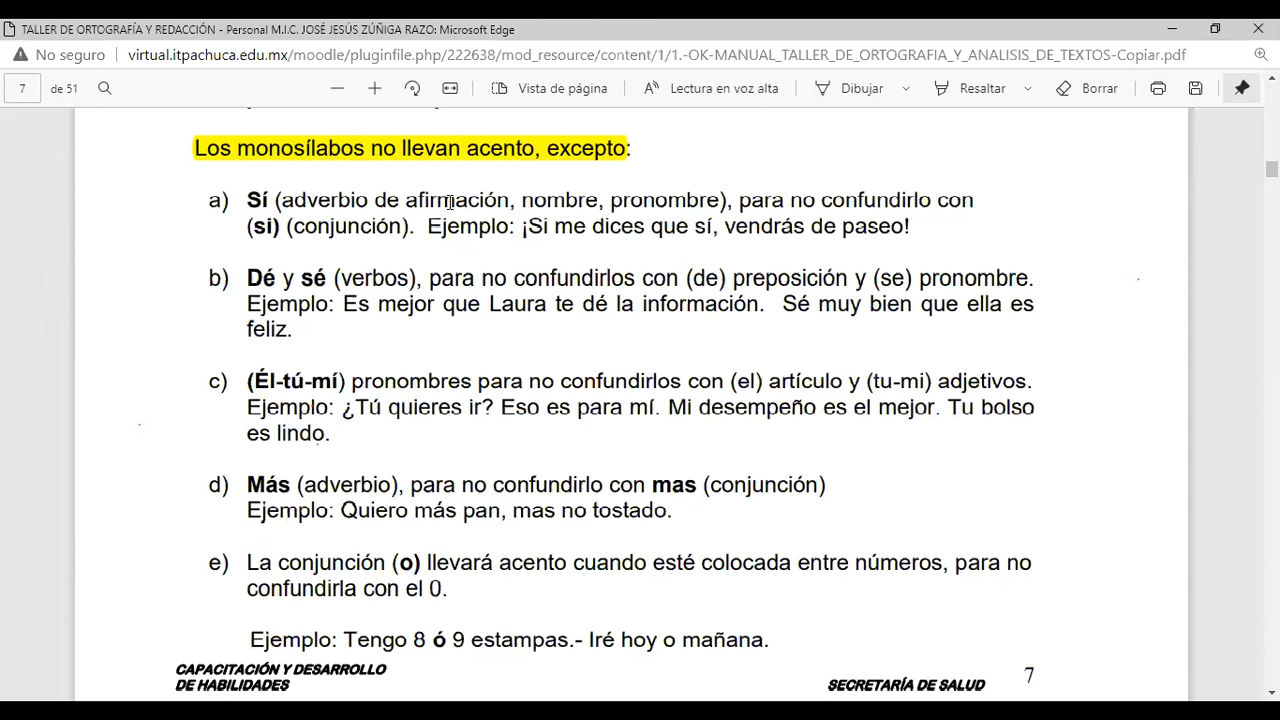 TALLER DE ORTOGRAFÍA Y REDACCIÓN - Personal M.I.C. JOSÉ JESÚS ZÚÑIGA RAZO: Microsoft Edge
No seguro virtual.itpachuca.edu.mx/moodle/pluginfile.php/222638/mod_resource/content/1/1.-OK-MANUAL_TALLER_DE_ORTOGRAFIA_Y_ANALISIS_DE_TEXTOS-Copiar.pdf
7 de 51 Vista de página Lectura en voz alta Dibujar Resaltar Borrar
Los monosílabos no llevan acento, excepto:
a) Sí (adverbio de afirmación, nombre, pronombre), para no confundirlo con
(si) (conjunción). Ejemplo: ¡Si me dices que sí, vendrás de paseo!
b) Dé y sé (verbos), para no confundirlos con (de) preposición y (se) pronombre.
Ejemplo: Es mejor que Laura te dé la información. Sé muy bien que ella es
feliz.
c) (Él-tú-mí) pronombres para no confundirlos con (el) artículo y (tu-mi) adjetivos.
Ejemplo: ¿Tú quieres ir? Eso es para mí. Mi desempeño es el mejor. Tu bolso
es lindo.
d) Más (adverbio), para no confundirlo con mas (conjunción)
Ejemplo: Quiero más pan, mas no tostado.
e) La conjunción (o) llevará acento cuando esté colocada entre números, para no
confundirla con el 0.
Ejemplo: Tengo 8 ó 9 estampas.- Iré hoy o mañana.
CAPACITACIÓN Y DESARROLLO
DE HABILIDADES
SECRETARÍA DE SALUD
7